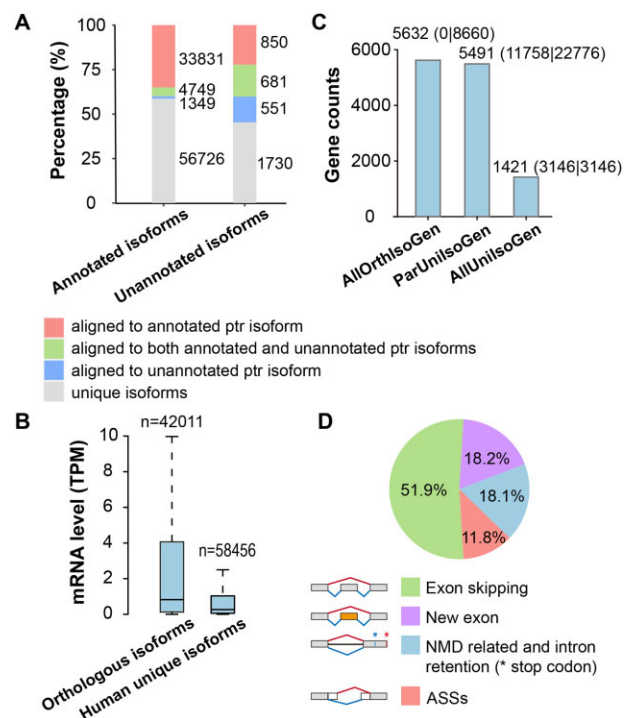 A
100
75
50
25
0
Percentage (%)
33831
4749
1349
56726
850
681
551
1730
Annotated isoforms
Unannotated isoforms
aligned to annotated ptr isoform
aligned to both annotated and unannotated ptr isoforms
aligned to unannotated ptr isoform
unique isoforms
C
5632 (0|8660)
5491 (11758|22776)
1421 (3146|3146)
6000
4000
2000
0
Gene counts
AllOrthIsoGen
ParUniIsoGen
AllUniIsoGen
B
n=42011
n=58456
10
8
6
4
2
0
mRNA level (TPM)
Orthologous isoforms
Human unique isoforms
D
51.9%
18.2%
18.1%
11.8%
Exon skipping
New exon
* *
NMD related and intron
retention (* stop codon)
ASSs